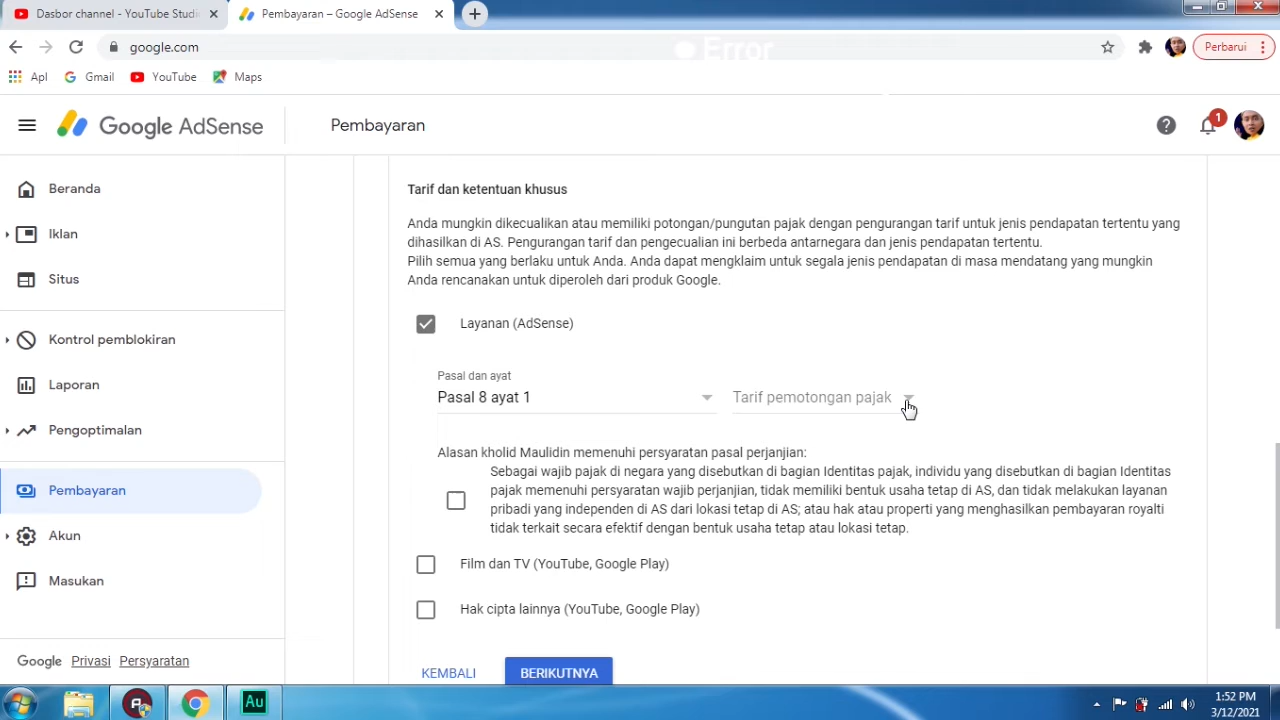 Dasbor channel - YouTube Studi
Pembayaran – Google AdSense
google.com
Error
Perbarui
Apl
Gmail
YouTube
Maps
Google AdSense
Pembayaran
1
Beranda
Iklan
Situs
Kontrol pemblokiran
Laporan
Pengoptimalan
Pembayaran
Akun
Masukan
Google Privasi Persyaratan
Tarif dan ketentuan khusus
Anda mungkin dikecualikan atau memiliki potongan/pungutan pajak dengan pengurangan tarif untuk jenis pendapatan tertentu yang
dihasilkan di AS. Pengurangan tarif dan pengecualian ini berbeda antarnegara dan jenis pendapatan tertentu.
Pilih semua yang berlaku untuk Anda. Anda dapat mengklaim untuk segala jenis pendapatan di masa mendatang yang mungkin
Anda rencanakan untuk diperoleh dari produk Google.
Layanan (AdSense)
Pasal dan ayat
Pasal 8 ayat 1
Tarif pemotongan pajak
Alasan kholid Maulidin memenuhi persyaratan pasal perjanjian:
Sebagai wajib pajak di negara yang disebutkan di bagian Identitas pajak, individu yang disebutkan di bagian Identitas
pajak memenuhi persyaratan wajib perjanjian, tidak memiliki bentuk usaha tetap di AS, dan tidak melakukan layanan
pribadi yang independen di AS dari lokasi tetap di AS; atau hak atau properti yang menghasilkan pembayaran royalti
tidak terkait secara efektif dengan bentuk usaha tetap atau lokasi tetap.
Film dan TV (YouTube, Google Play)
Hak cipta lainnya (YouTube, Google Play)
KEMBALI
BERIKUTNYA
Au
1:52 PM
3/12/2021